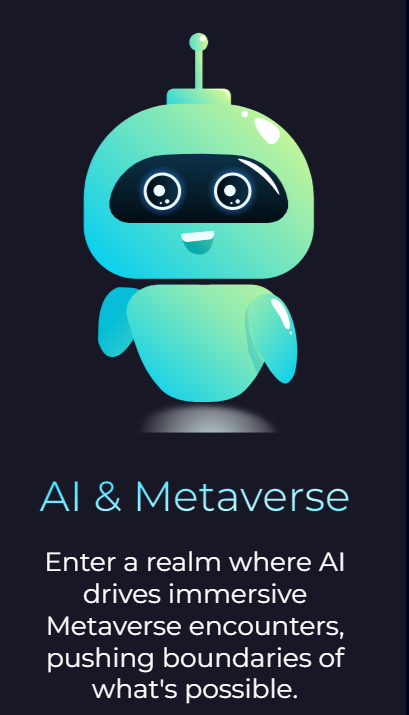 AI & Metaverse
Enter a realm where AI
drives immersive
Metaverse encounters,
pushing boundaries of
what's possible.